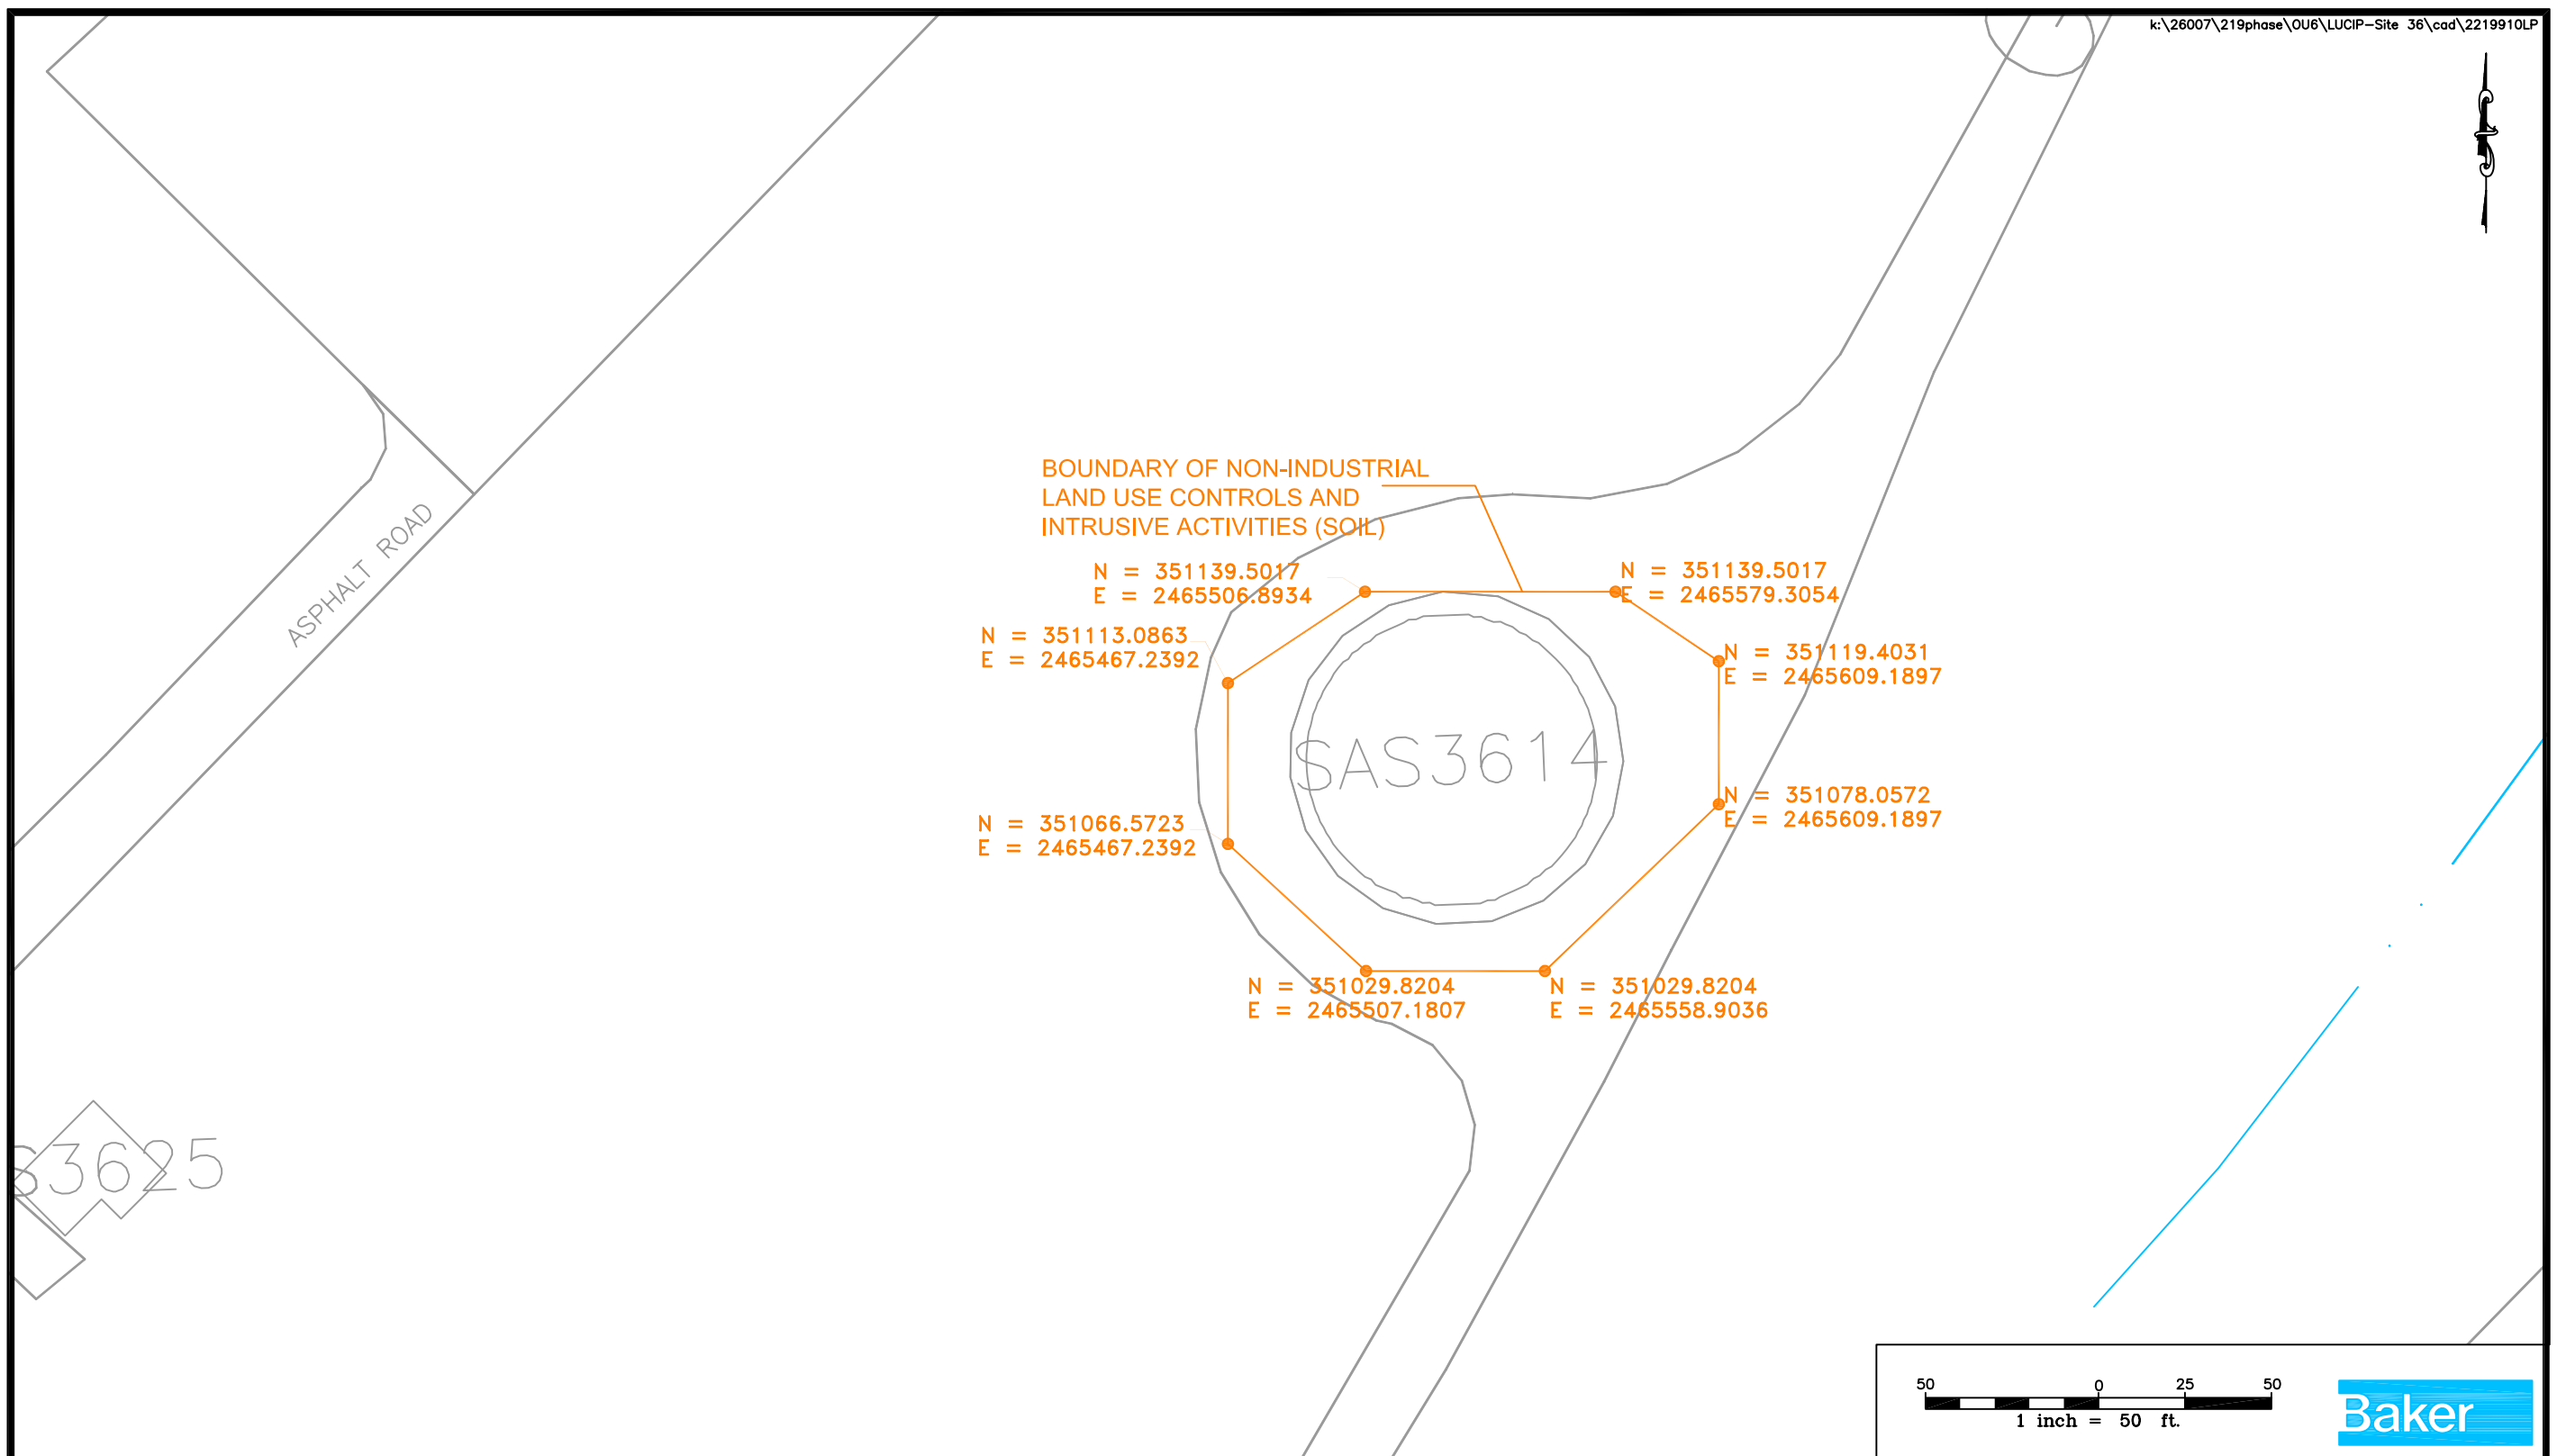 k:\26007\219phase\OU6\LUCIP-Site 36\cad\2219910LP
BOUNDARY OF NON-INDUSTRIAL
LAND USE CONTROLS AND
INTRUSIVE ACTIVITIES (SOIL)
ASPHALT ROAD
N = 351139.5017
E = 2465506.8934
N = 351139.5017
E = 2465579.3054
N = 351113.0863
E = 2465467.2392
N = 351119.4031
E = 2465609.1897
SAS3614
N = 351078.0572
E = 2465609.1897
N = 351066.5723
E = 2465467.2392
N = 351029.8204
E = 2465507.1807
N = 351029.8204
E = 2465558.9036
S3625
50 0 25 50
1 inch = 50 ft.
Baker